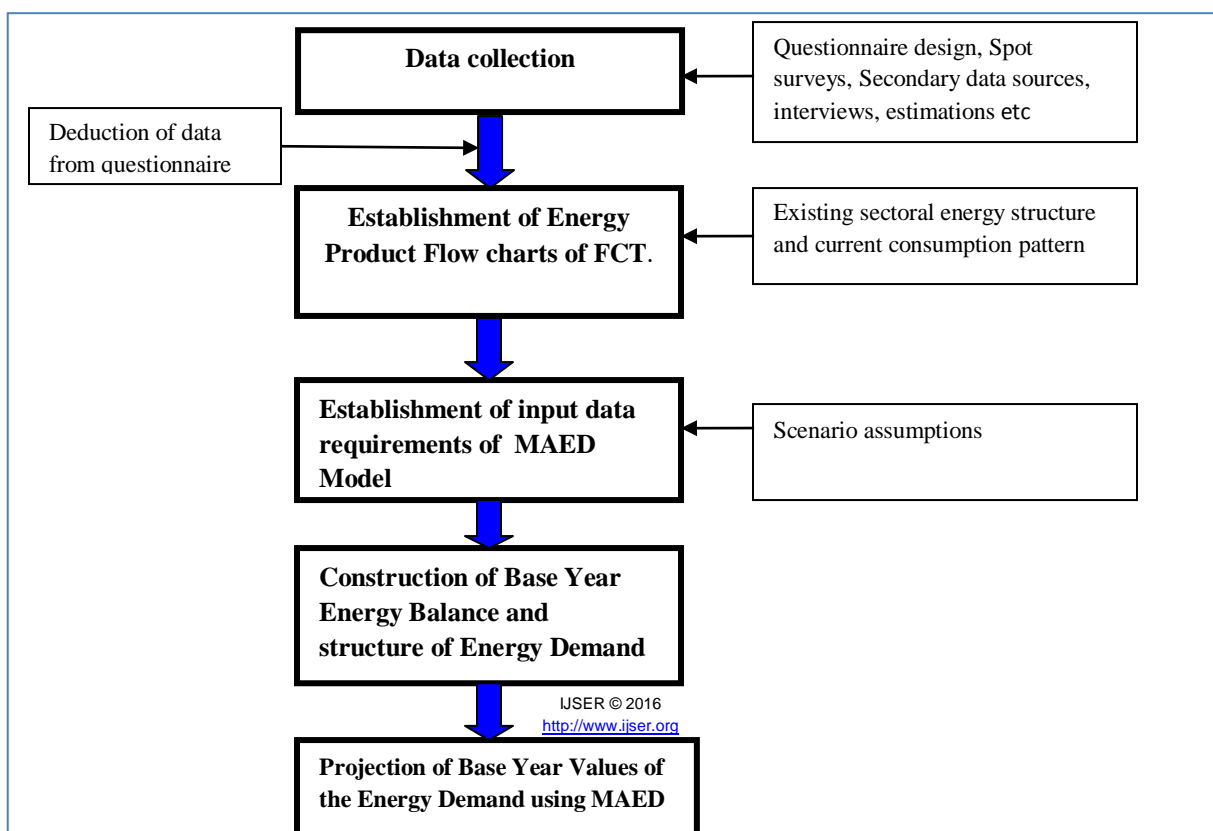 Data collection
Questionnaire design, Spot
surveys, Secondary data sources,
interviews, estimations etc
Deduction of data
from questionnaire
Establishment of Energy
Product Flow charts of FCT.
Existing sectoral energy structure
and current consumption pattern
Establishment of input data
requirements of MAED
Model
Scenario assumptions
Construction of Base Year
Energy Balance and
structure of Energy Demand
IJSER © 2016
http://www.ijser.org
Projection of Base Year Values of
the Energy Demand using MAED